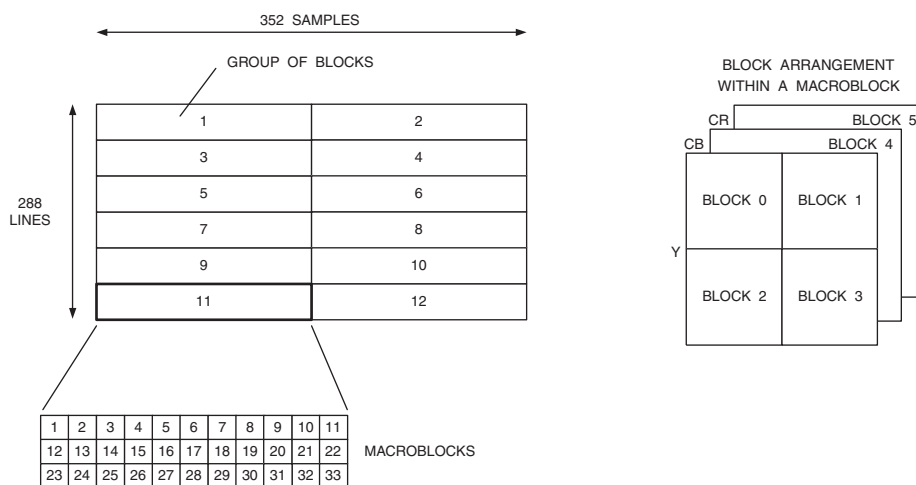 352 SAMPLES
GROUP OF BLOCKS
288
LINES
1 2
3 4
5 6
7 8
9 10
11 12
1 2 3 4 5 6 7 8 9 10 11
12 13 14 15 16 17 18 19 20 21 22
23 24 25 26 27 28 29 30 31 32 33
MACROBLOCKS
BLOCK ARRANGEMENT
WITHIN A MACROBLOCK
CR BLOCK 5
CB BLOCK 4
BLOCK 0 BLOCK 1
Y
BLOCK 2 BLOCK 3